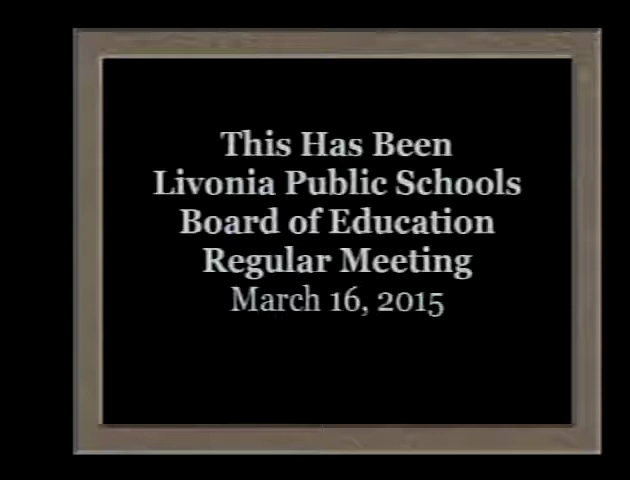 This Has Been
Livonia Public Schools
Board of Education
Regular Meeting
March 16, 2015